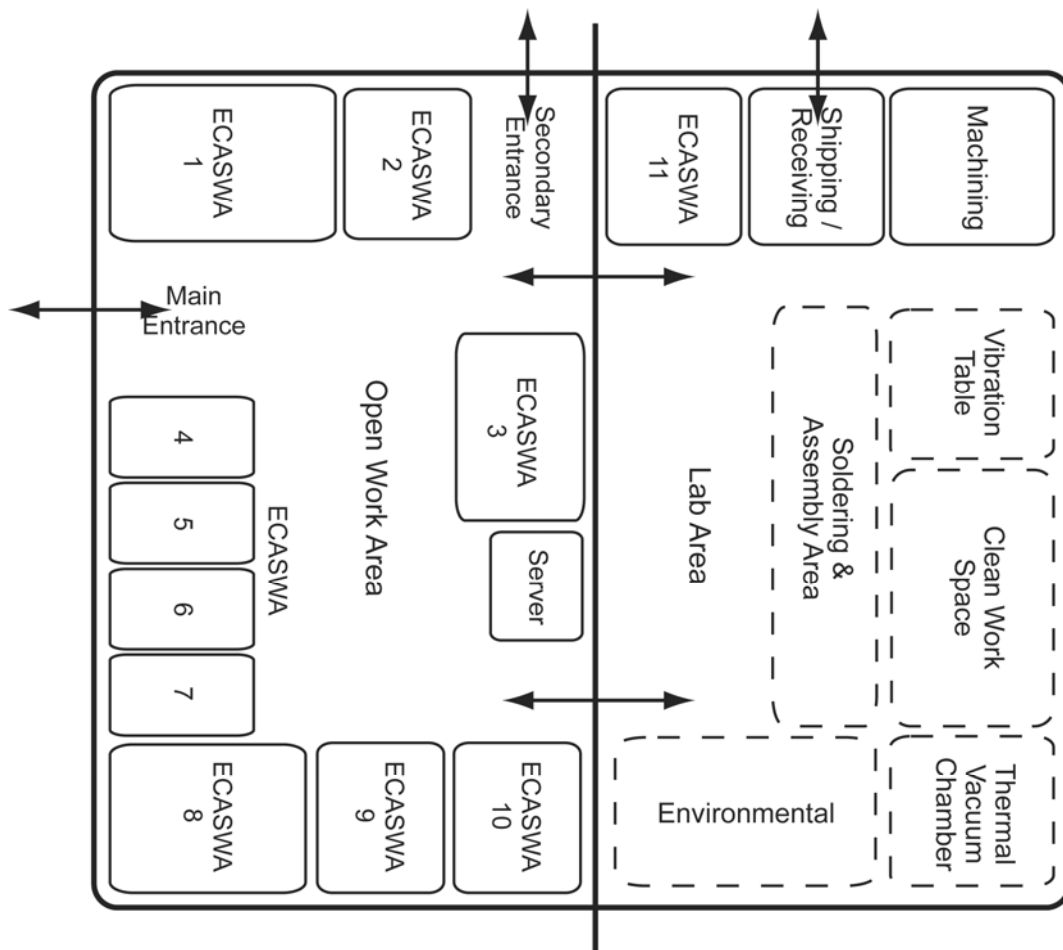 ECASWA
1
ECASWA
2
Secondary
Entrance
ECASWA
11
Shipping /
Receiving
Machining
Main
Entrance
ECASWA
3
Open Work Area
Server
4
5
6
7
ECASWA
ECASWA
8
ECASWA
9
ECASWA
10
Lab Area
Soldering &
Assembly Area
Vibration
Table
Clean Work
Space
Environmental
Thermal
Vacuum
Chamber